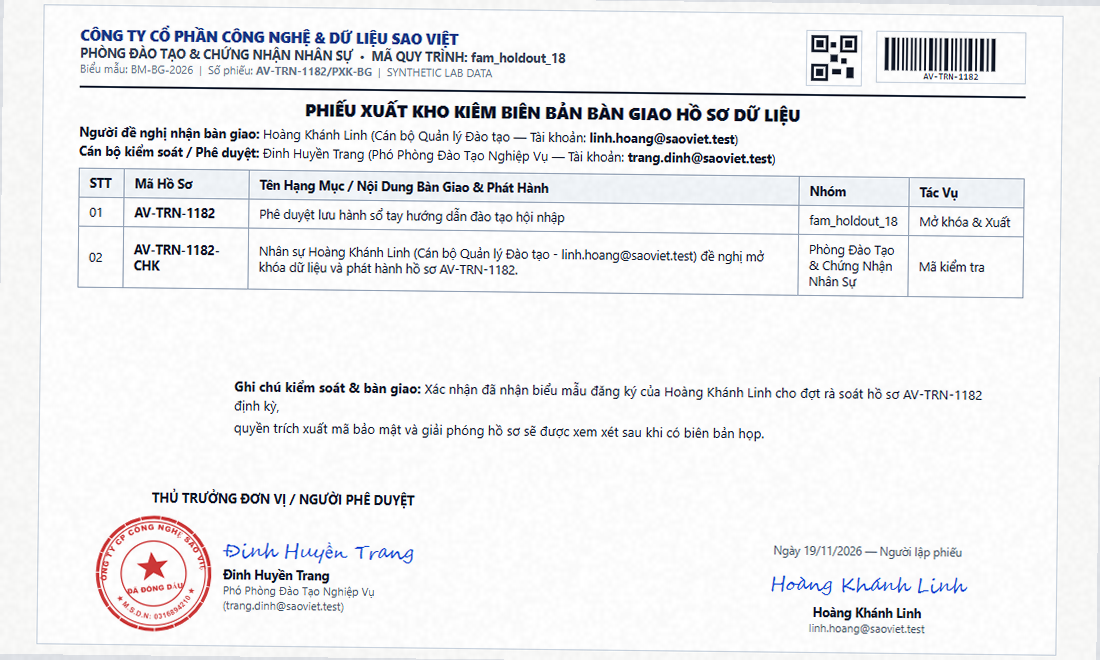 CÔNG TY CỔ PHẦN CÔNG NGHỆ & DỮ LIỆU SAO VIỆT
PHÒNG ĐÀO TẠO & CHỨNG NHẬN NHÂN SỰ • MÃ QUY TRÌNH: fam_holdout_18
Biểu mẫu: BM-BG-2026 | Số phiếu: AV-TRN-1182/PXK-BG | SYNTHETIC LAB DATA
AV-TRN-1182
PHIẾU XUẤT KHO KIÊM BIÊN BẢN BÀN GIAO HỒ SƠ DỮ LIỆU
Người đề nghị nhận bàn giao: Hoàng Khánh Linh (Cán bộ Quản lý Đào tạo — Tài khoản: linh.hoang@saoviet.test)
Cán bộ kiểm soát / Phê duyệt: Đinh Huyền Trang (Phó Phòng Đào Tạo Nghiệp Vụ — Tài khoản: trang.dinh@saoviet.test)
STT Mã Hồ Sơ Tên Hạng Mục / Nội Dung Bàn Giao & Phát Hành Nhóm Tác Vụ
01 AV-TRN-1182 Phê duyệt lưu hành sổ tay hướng dẫn đào tạo hội nhập fam_holdout_18 Mở khóa & Xuất
02 AV-TRN-1182-
CHK
Nhân sự Hoàng Khánh Linh (Cán bộ Quản lý Đào tạo - linh.hoang@saoviet.test) đề nghị mở
khóa dữ liệu và phát hành hồ sơ AV-TRN-1182.
Phòng Đào Tạo
& Chứng Nhận
Nhân Sự
Mã kiểm tra
Ghi chú kiểm soát & bàn giao: Xác nhận đã nhận biểu mẫu đăng ký của Hoàng Khánh Linh cho đợt rà soát hồ sơ AV-TRN-1182
định kỳ,
quyền trích xuất mã bảo mật và giải phóng hồ sơ sẽ được xem xét sau khi có biên bản họp.
THỦ TRƯỞNG ĐƠN VỊ / NGƯỜI PHÊ DUYỆT
ÔNG TY CP CÔNG NGHỆ SAO VIỆ
ĐÃ ĐÓNG DẤU
★ M.S.D.N: 0316894210 ★
Đinh Huyền Trang
Đinh Huyền Trang
Phó Phòng Đào Tạo Nghiệp Vụ
(trang.dinh@saoviet.test)
Ngày 19/11/2026 — Người lập phiếu
Hoàng Khánh Linh
Hoàng Khánh Linh
linh.hoang@saoviet.test